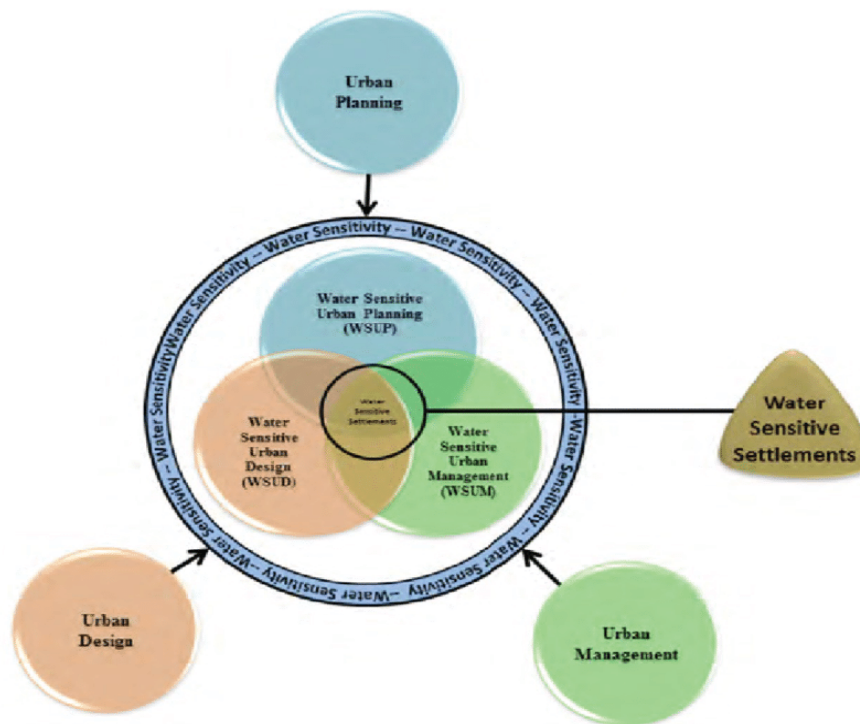 Urban
Planning
Water Sensitivity – Water Sensitivity – Water Sensitivity – Water Sensitivity – Water Sensitivity – Water Sensitivity – Water Sensitivity – Water Sensitivity – Water Sensitivity
Water Sensitive
Urban Planning
(WSUP)
Water
Sensitive
Settlements
Water
Sensitive
Urban
Design
(WSUD)
Water
Sensitive
Urban
Management
(WSUM)
Water
Sensitive
Settlements
Urban
Design
Urban
Management